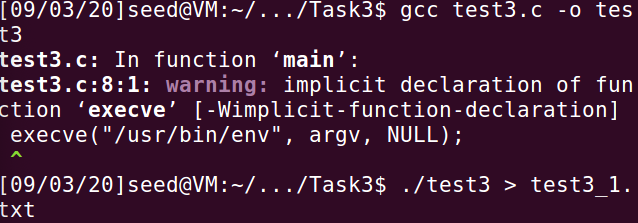 [09/03/20]seed@VM:~/.../Task3$ gcc test3.c -o tes
t3
test3.c: In function ‘main’:
test3.c:8:1: warning: implicit declaration of fun
ction ‘execve’ [-Wimplicit-function-declaration]
 execve("/usr/bin/env", argv, NULL);
 ^
[09/03/20]seed@VM:~/.../Task3$ ./test3 > test3_1.
txt